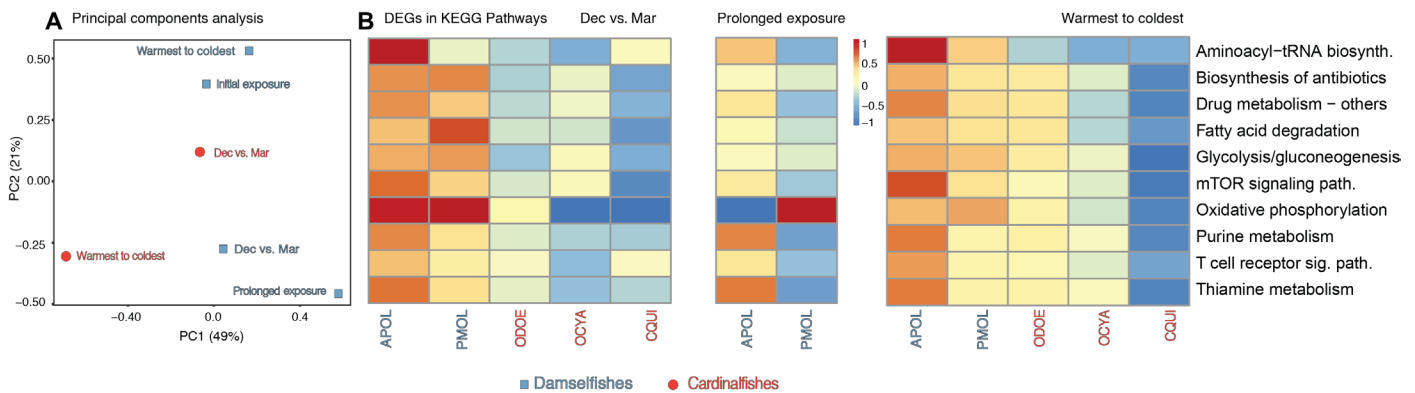 A Principal components analysis
PC2 (21%)
0.50
0.25
0.00
−0.25
−0.50
Warmest to coldest
Initial exposure
Dec vs. Mar
Dec vs. Mar
Warmest to coldest
Prolonged exposure
−0.40
0.0
0.4
PC1 (49%)
B DEGs in KEGG Pathways Dec vs. Mar
Prolonged exposure
Warmest to coldest
1
0.5
0
−0.5
−1
Aminoacyl−tRNA biosynth.
Biosynthesis of antibiotics
Drug metabolism − others
Fatty acid degradation
Glycolysis/gluconeogenesis
mTOR signaling path.
Oxidative phosphorylation
Purine metabolism
T cell receptor sig. path.
Thiamine metabolism
APOL
PMOL
ODOE
OCYA
CQUI
APOL
PMOL
APOL
PMOL
ODOE
OCYA
CQUI
Damselfishes
Cardinalfishes